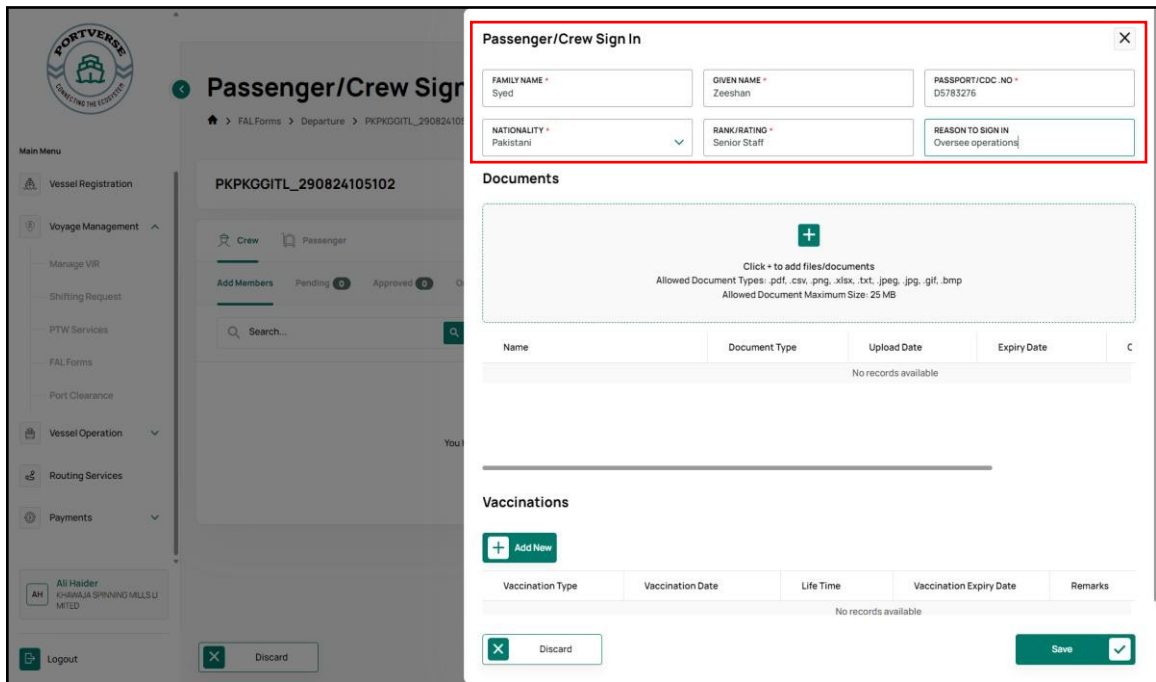 PORTVERSE
CONNECTING THE ECOSYSTEM
Main Menu
Vessel Registration
Voyage Management
Manage VIR
Shifting Request
PTW Services
FAL Forms
Port Clearance
Vessel Operation
Routing Services
Payments
AH
Ali Haider
KHAWAJA SPINNING MILLS LI
MITED
Logout
Passenger/Crew Sign
> FAL Forms > Departure > PKPKGGITL_29082410
PKPKGGITL_290824105102
Crew
Passenger
Add Members
Pending 0
Approved 0
Search...
Discard
Passenger/Crew Sign In
FAMILY NAME *
Syed
GIVEN NAME *
Zeeshan
PASSPORT/CDC .NO *
D5783276
NATIONALITY *
Pakistani
RANK/RATING *
Senior Staff
REASON TO SIGN IN
Oversee operations
Documents
Click + to add files/documents
Allowed Document Types: .pdf, .csv, .png, .xlsx, .txt, .jpeg, .jpg, .gif, .bmp
Allowed Document Maximum Size: 25 MB
Name Document Type Upload Date Expiry Date
No records available
Vaccinations
Add New
Vaccination Type Vaccination Date Life Time Vaccination Expiry Date Remarks
No records available
Discard
Save